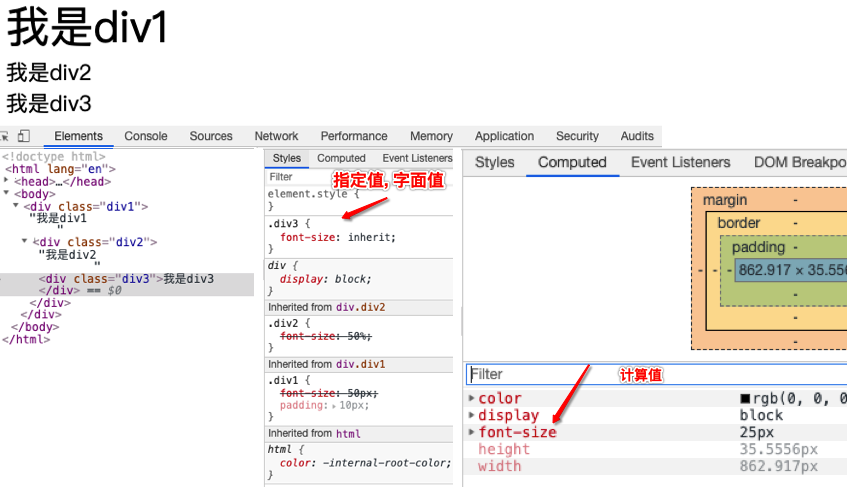 我是div1
我是div2
我是div3
Elements Console Sources Network Performance Memory Application Security Audits
<!doctype html>
<html lang="en">
<head>…</head>
<body>
<div class="div1">
"我是div1
"
<div class="div2">
"我是div2
"
<div class="div3">我是div3
</div> == $0
</div>
</div>
</body>
</html>
Styles Computed Event Listeners
Filter
指定值, 字面值
element.style {
}
.div3 {
font-size: inherit;
}
div {
display: block;
}
Inherited from div.div2
.div2 {
font-size: 50%;
}
Inherited from div.div1
.div1 {
font-size: 50px;
padding: 10px;
}
Inherited from html
html {
color: -internal-root-color;
}
Styles Computed Event Listeners DOM Breakpo
margin -
border -
padding -
- - - 862.917 × 35.556
-
-
-
Filter
计算值
color rgb(0, 0, 0
display block
font-size 25px
height 35.5556px
width 862.917px